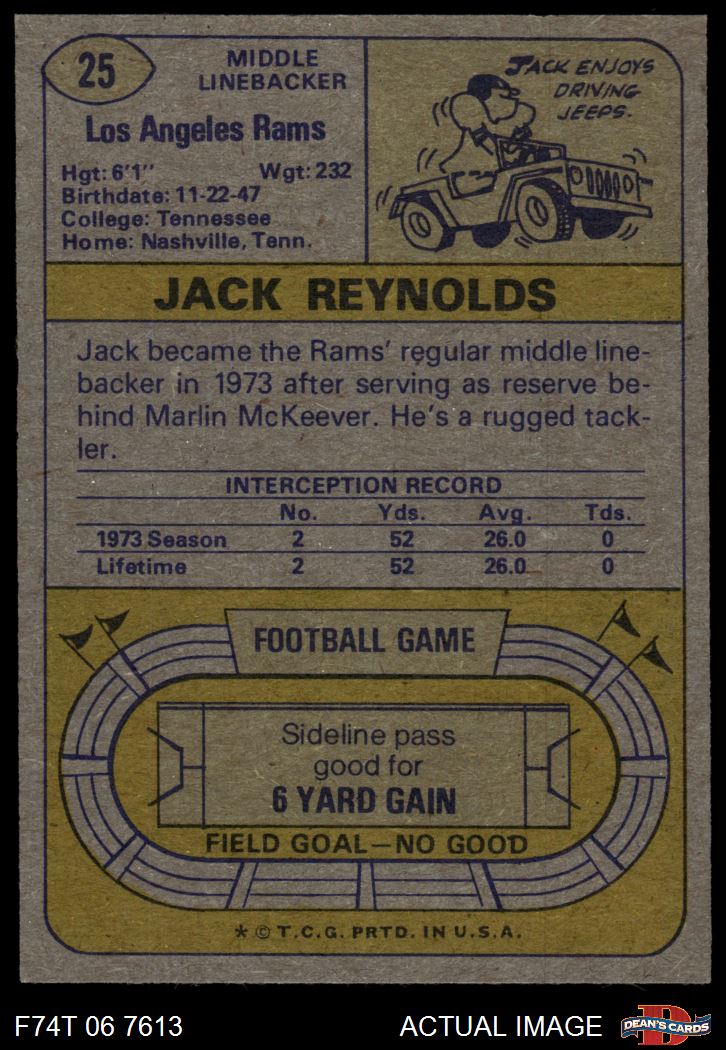 25
MIDDLE
LINEBACKER
Los Angeles Rams
Hgt: 6'1" Wgt: 232
Birthdate: 11-22-47
College: Tennessee
Home: Nashville, Tenn.
JACK ENJOYS
DRIVING
JEEPS.
JACK REYNOLDS
Jack became the Rams' regular middle line-
backer in 1973 after serving as reserve be-
hind Marlin McKeever. He's a rugged tack-
ler.
INTERCEPTION RECORD
No. Yds. Avg. Tds.
1973 Season 2 52 26.0 0
Lifetime 2 52 26.0 0
FOOTBALL GAME
Sideline pass
good for
6 YARD GAIN
FIELD GOAL—NO GOOD
* © T.C.G. PRTD. IN U.S.A.
F74T 06 7613 ACTUAL IMAGE
D
DEAN'S CARDS